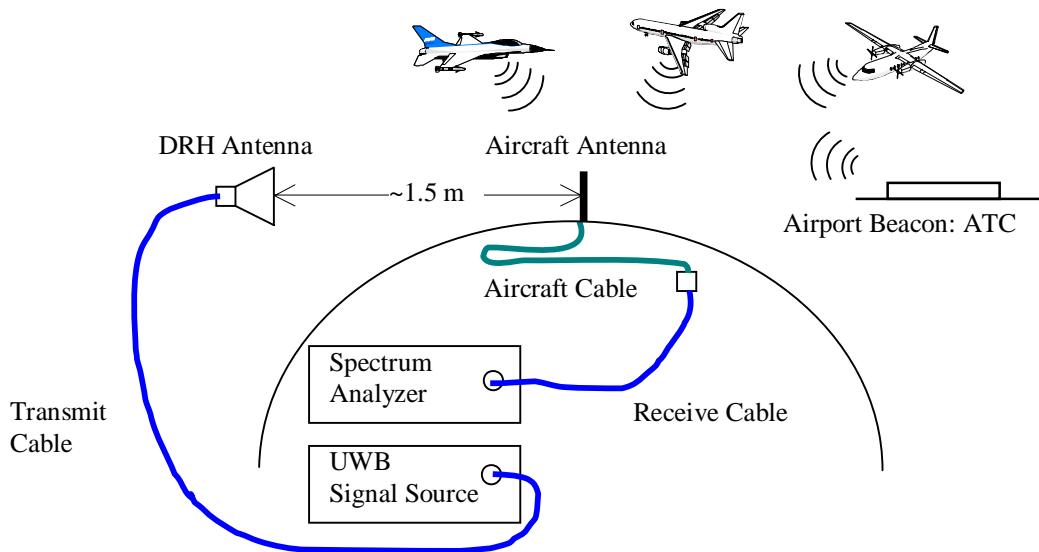 DRH Antenna
Aircraft Antenna
~1.5 m
Airport Beacon: ATC
Aircraft Cable
Spectrum
Analyzer
Transmit
Cable
Receive Cable
UWB
Signal Source